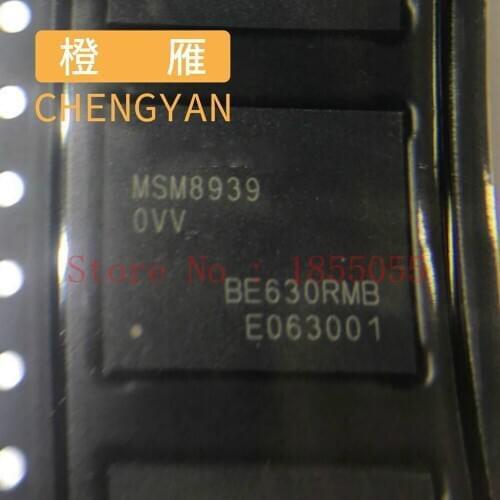 橙 雁
CHENGYAN
MSM8939
0VV
Store No.: 1855055
BE630RMB
E063001